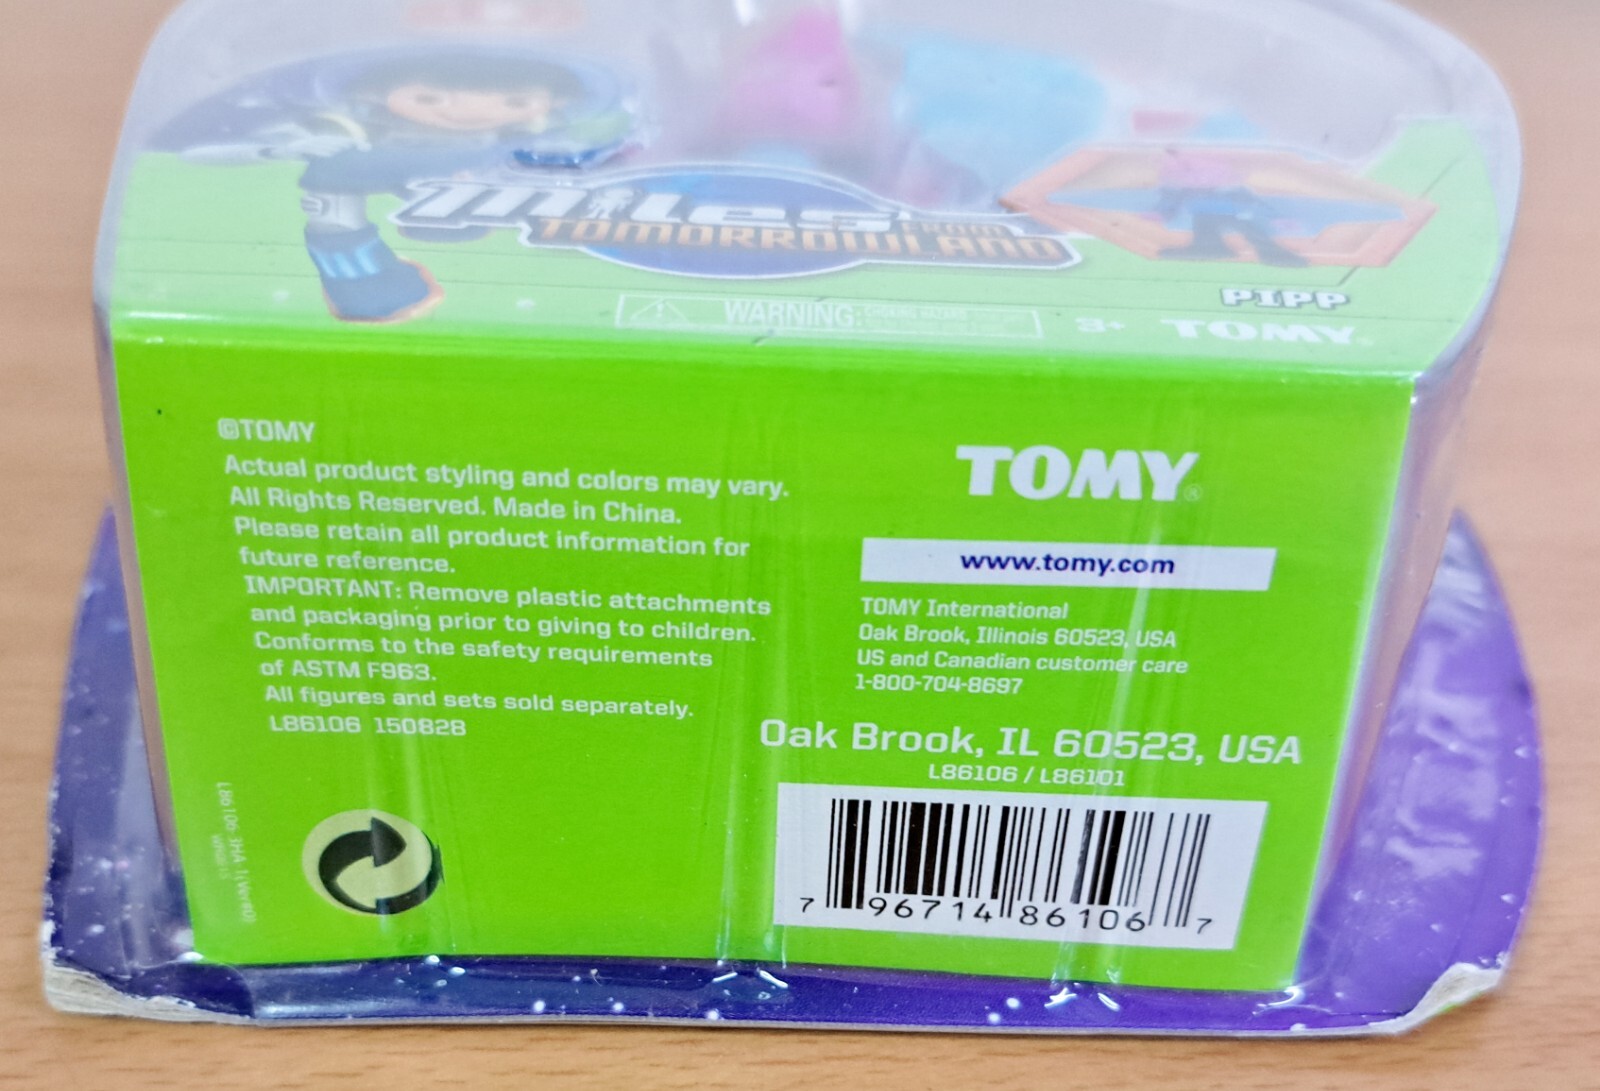 Miles
FROM
TOMORROWLAND
PIPP
WARNING: CHOKING HAZARD
3+ TOMY
©TOMY
Actual product styling and colors may vary.
All Rights Reserved. Made in China.
Please retain all product information for
future reference.
IMPORTANT: Remove plastic attachments
and packaging prior to giving to children.
Conforms to the safety requirements
of ASTM F963.
All figures and sets sold separately.
L86106 150828
TOMY®
www.tomy.com
TOMY International
Oak Brook, Illinois 60523, USA
US and Canadian customer care
1-800-704-8697
Oak Brook, IL 60523, USA
L86106 / L86101
7 96714 86106 7